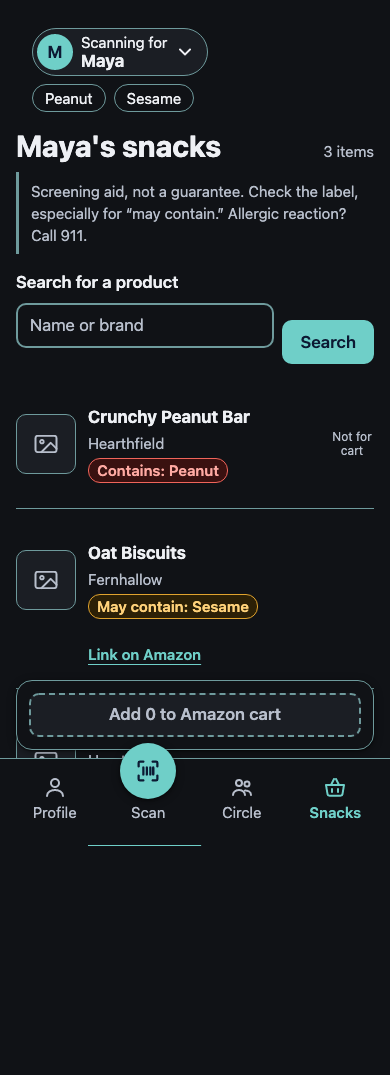 M
Scanning for
Maya
Peanut
Sesame
Maya's snacks
3 items
Screening aid, not a guarantee. Check the label,
especially for “may contain.” Allergic reaction?
Call 911.
Search for a product
Name or brand
Search
Crunchy Peanut Bar
Hearthfield
Contains: Peanut
Not for
cart
Oat Biscuits
Fernhallow
May contain: Sesame
Link on Amazon
Add 0 to Amazon cart
Profile
Scan
Circle
Snacks